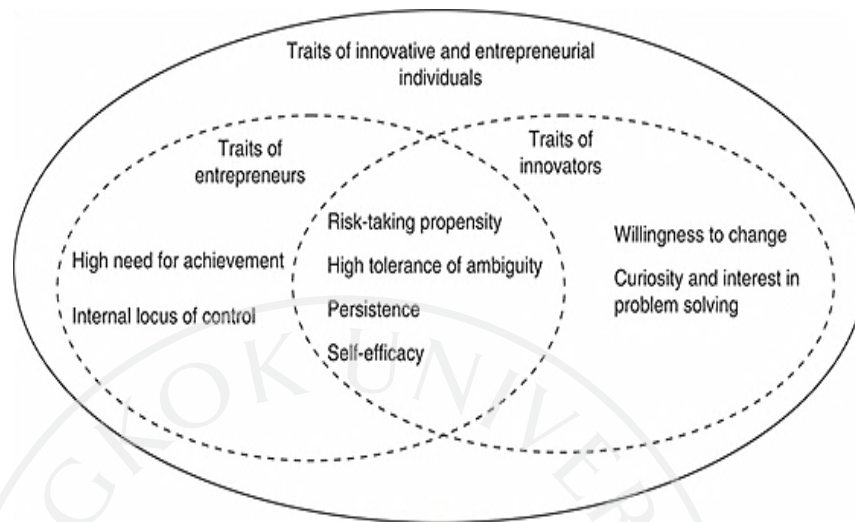 Traits of innovative and entrepreneurial
individuals
Traits of
entrepreneurs
Traits of
innovators
High need for achievement
Internal locus of control
Risk-taking propensity
High tolerance of ambiguity
Persistence
Self-efficacy
Willingness to change
Curiosity and interest in
problem solving
GKOK UNIVER